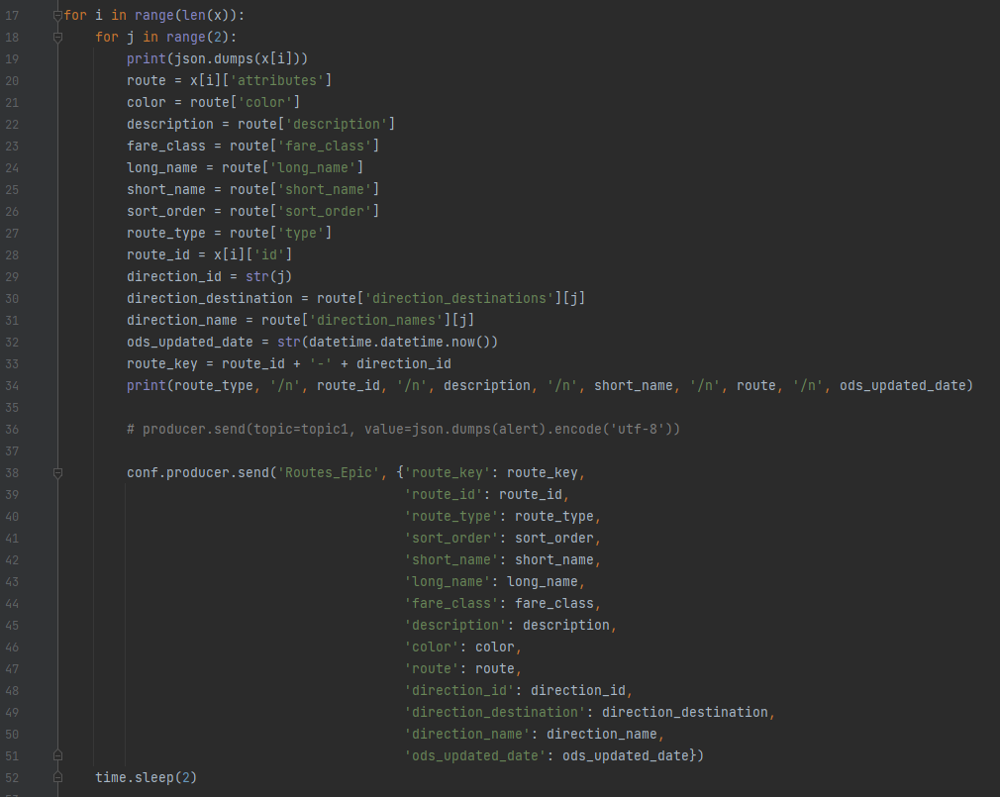 17 for i in range(len(x)):
18     for j in range(2):
19         print(json.dumps(x[i]))
20         route = x[i]['attributes']
21         color = route['color']
22         description = route['description']
23         fare_class = route['fare_class']
24         long_name = route['long_name']
25         short_name = route['short_name']
26         sort_order = route['sort_order']
27         route_type = route['type']
28         route_id = x[i]['id']
29         direction_id = str(j)
30         direction_destination = route['direction_destinations'][j]
31         direction_name = route['direction_names'][j]
32         ods_updated_date = str(datetime.datetime.now())
33         route_key = route_id + '-' + direction_id
34         print(route_type, '/n', route_id, '/n', description, '/n', short_name, '/n', route, '/n', ods_updated_date)
35
36         # producer.send(topic=topic1, value=json.dumps(alert).encode('utf-8'))
37
38         conf.producer.send('Routes_Epic', {'route_key': route_key,
39                                            'route_id': route_id,
40                                            'route_type': route_type,
41                                            'sort_order': sort_order,
42                                            'short_name': short_name,
43                                            'long_name': long_name,
44                                            'fare_class': fare_class,
45                                            'description': description,
46                                            'color': color,
47                                            'route': route,
48                                            'direction_id': direction_id,
49                                            'direction_destination': direction_destination,
50                                            'direction_name': direction_name,
51                                            'ods_updated_date': ods_updated_date})
52     time.sleep(2)